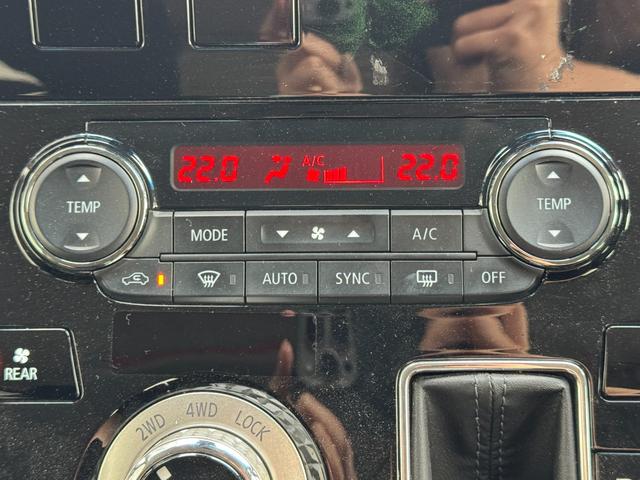 22.0 A/C 22.0
TEMP
TEMP
MODE
A/C
AUTO
SYNC
OFF
REAR
2WD 4WD LOCK